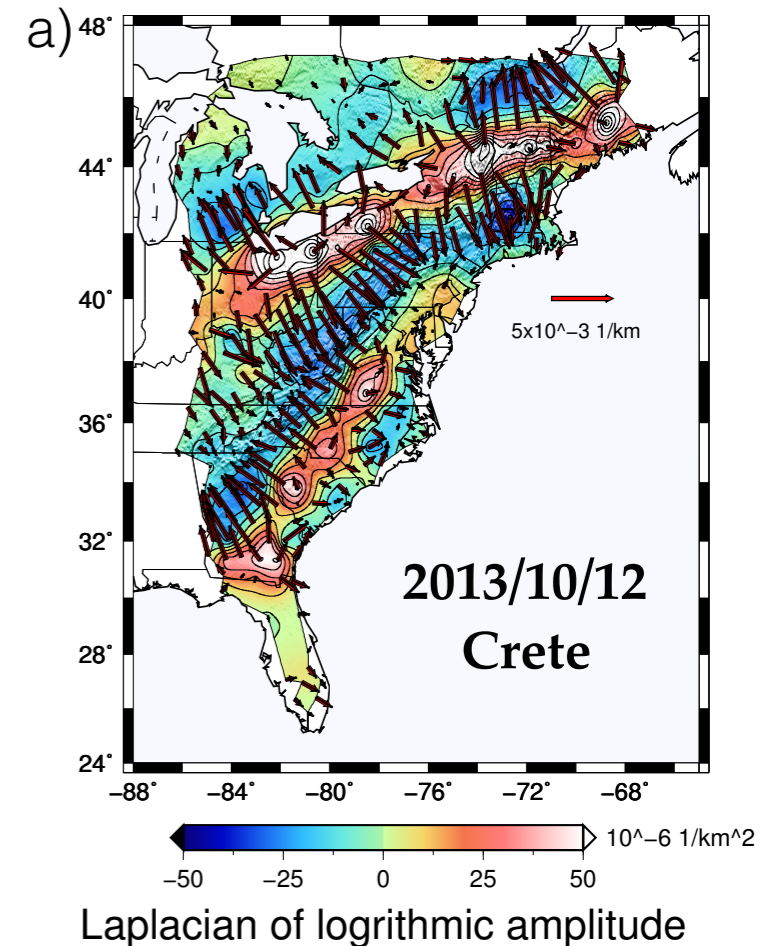 a)
48°
44°
40°
36°
32°
28°
24°
5x10^−3 1/km
2013/10/12
Crete
−88° −84° −80° −76° −72° −68°
10^−6 1/km^2
−50 −25 0 25 50
Laplacian of logrithmic amplitude